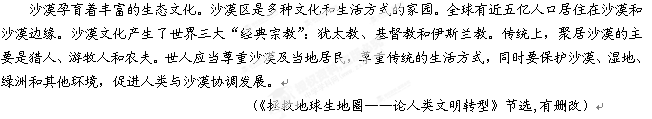 沙漠孕育着丰富的生态文化。沙漠区是多种文化和生活方式的家园。全球有近五亿人口居住在沙漠和
沙漠边缘。沙漠文化产生了世界三大“经典宗教”：犹太教、基督教和伊斯兰教。传统上，聚居沙漠的主
要是猎人、游牧人和农夫。世人应当尊重沙漠及当地居民，尊重传统的生活方式，同时要保护沙漠、湿地、
绿洲和其他环境，促进人类与沙漠协调发展。
（《拯救地球生地图——论人类文明转型》节选，有删改）